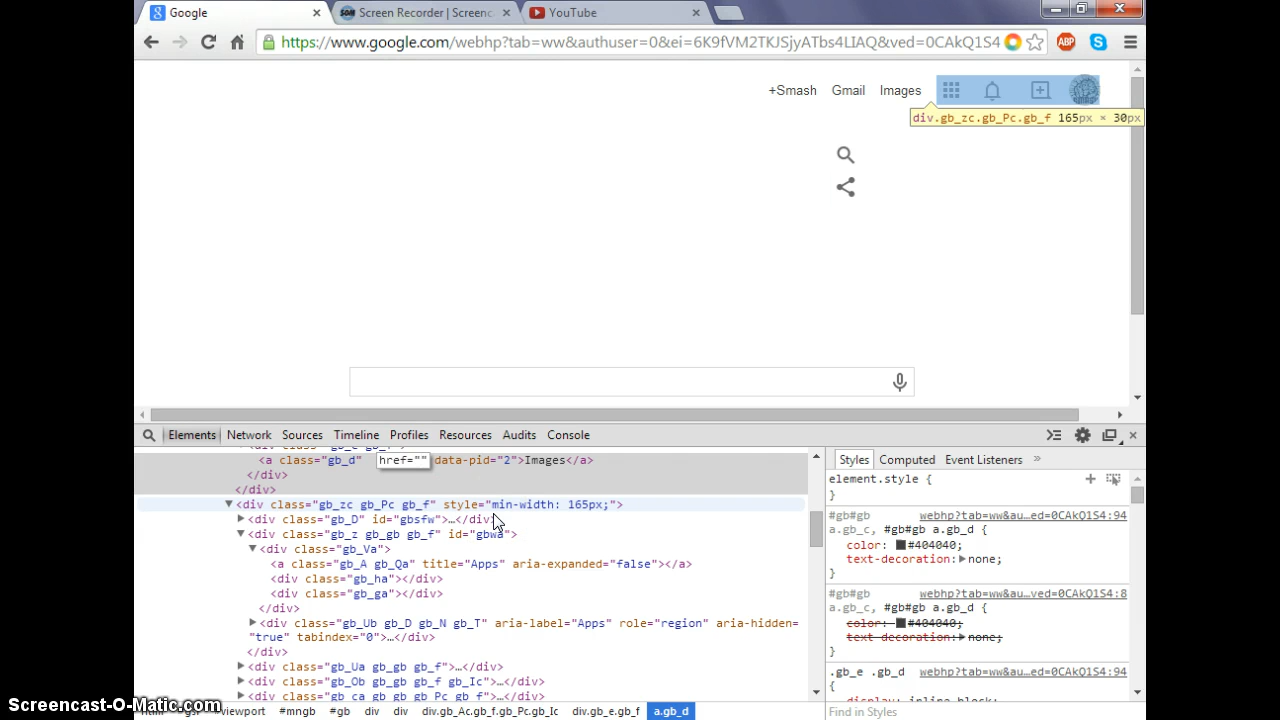 Google
Screen Recorder | Screenc
YouTube
https://www.google.com/webhp?tab=ww&authuser=0&ei=6K9fVM2TKJSjyATbs4LIAQ&ved=0CAkQ1S4
ABP
+Smash Gmail Images
div.gb_zc.gb_Pc.gb_f 165px × 30px
Elements Network Sources Timeline Profiles Resources Audits Console
<a class="gb_d" href="" data-pid="2">Images</a>
</div>
</div>
<div class="gb_zc gb_Pc gb_f" style="min-width: 165px;">
<div class="gb_D" id="gbsfw">…</div>
<div class="gb_z gb_gb gb_f" id="gbwa">
<div class="gb_Va">
<a class="gb_A gb_Qa" title="Apps" aria-expanded="false"></a>
<div class="gb_ha"></div>
<div class="gb_ga"></div>
</div>
<div class="gb_Ub gb_D gb_N gb_T" aria-label="Apps" role="region" aria-hidden=
"true" tabindex="0">…</div>
</div>
<div class="gb_Ua gb_gb gb_f">…</div>
<div class="gb_Ob gb_gb gb_f gb_Ic">…</div>
<div class="gb_ca gb_gb gb_Pc gb_f">…</div>
viewport #mngb #gb div div div.gb_Ac.gb_f.gb_Pc.gb_Ic div.gb_e.gb_f a.gb_d
Styles Computed Event Listeners »
element.style {
}
#gb#gb webhp?tab=ww&au…ed=0CAkQ1S4:94
a.gb_c, #gb#gb a.gb_d {
color: #404040;
text-decoration: none;
}
#gb#gb webhp?tab=ww&au…ved=0CAkQ1S4:8
a.gb_c, #gb#gb a.gb_d {
color: #404040;
text-decoration: none;
}
.gb_e .gb_d webhp?tab=ww&au…ed=0CAkQ1S4:94
{
display: inline-block;
Find in Styles
Screencast-O-Matic.com